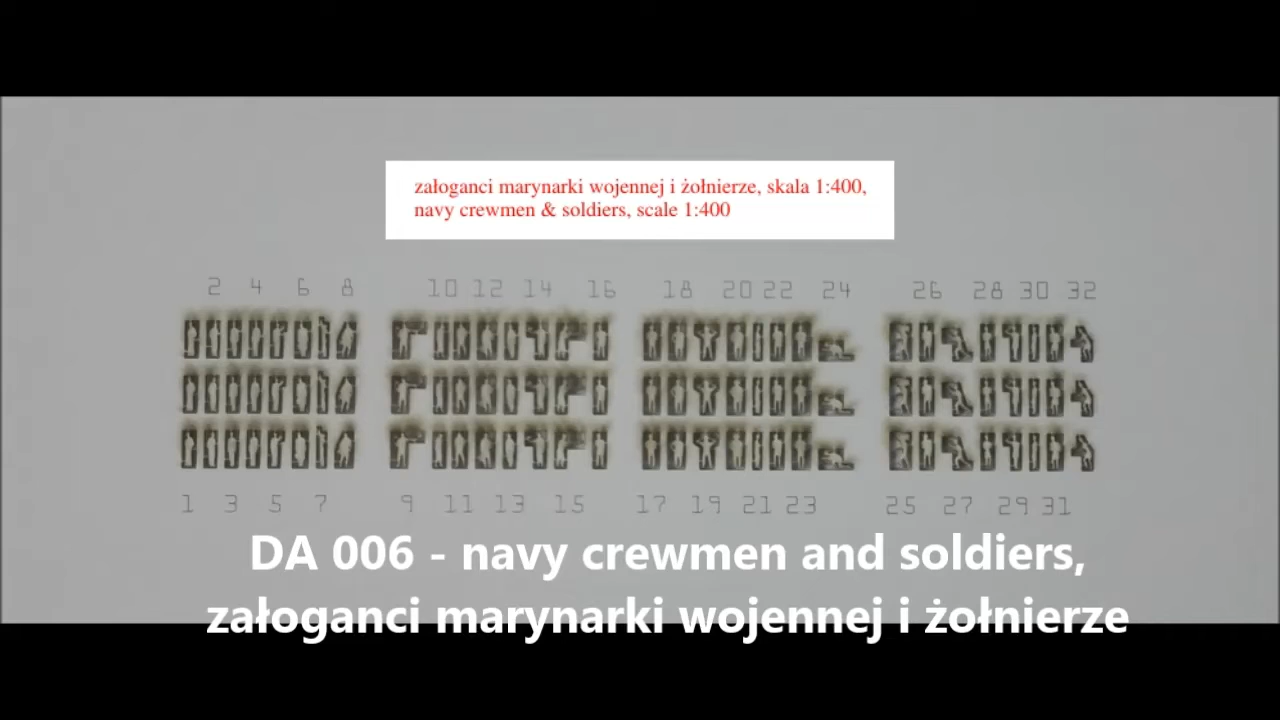 załoganci marynarki wojennej i żołnierze, skala 1:400,
navy crewmen & soldiers, scale 1:400
2 4 6 8 10 12 14 16 18 20 22 24 26 28 30 32
1 3 5 7 9 11 13 15 17 19 21 23 25 27 29 31
DA 006 - navy crewmen and soldiers,
załoganci marynarki wojennej i żołnierze